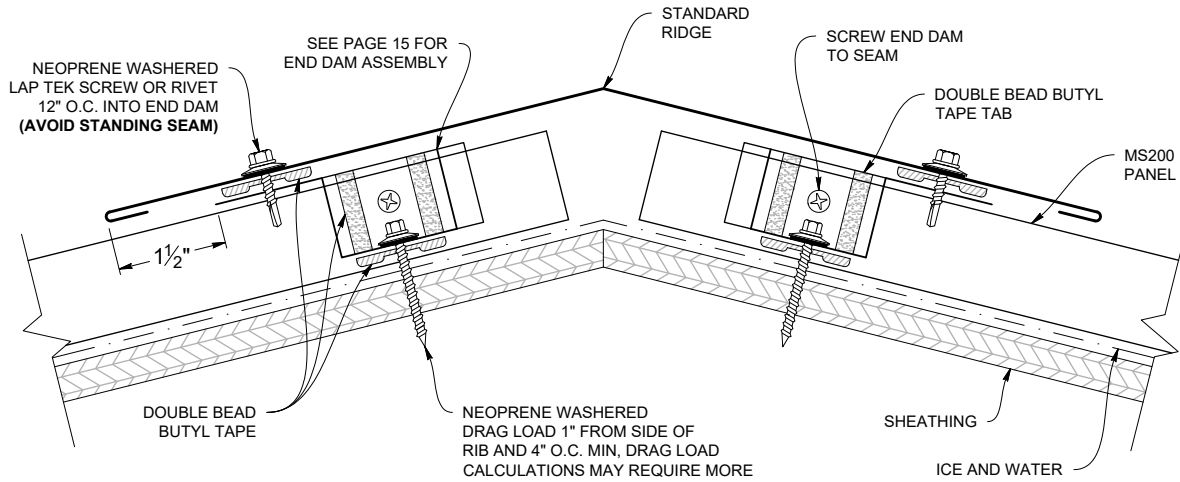 STANDARD
RIDGE
SEE PAGE 15 FOR
END DAM ASSEMBLY
SCREW END DAM
TO SEAM
NEOPRENE WASHERED
LAP TEK SCREW OR RIVET
12" O.C. INTO END DAM
(AVOID STANDING SEAM)
DOUBLE BEAD BUTYL
TAPE TAB
MS200
PANEL
1½"
DOUBLE BEAD
BUTYL TAPE
NEOPRENE WASHERED
DRAG LOAD 1" FROM SIDE OF
RIB AND 4" O.C. MIN, DRAG LOAD
CALCULATIONS MAY REQUIRE MORE
SHEATHING
ICE AND WATER